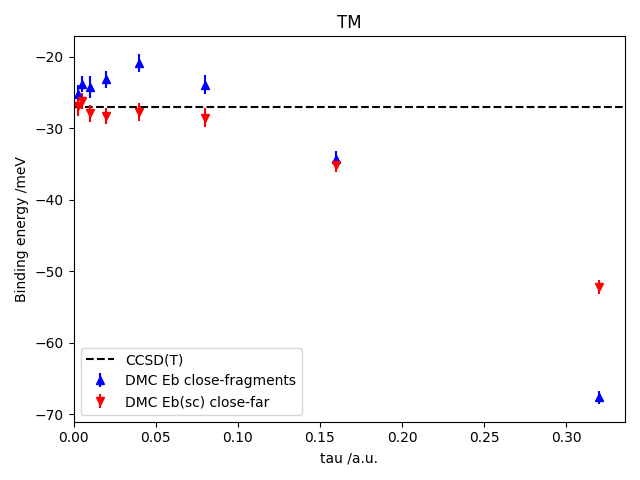 TM
Binding energy /meV
−20
−30
−40
−50
−60
−70
CCSD(T)
DMC Eb close-fragments
DMC Eb(sc) close-far
0.00 0.05 0.10 0.15 0.20 0.25 0.30
tau /a.u.